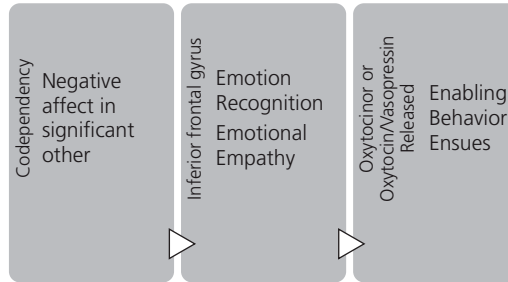 Codependency
Negative
affect in
significant
other
Inferior frontal gyrus
Emotion
Recognition
Emotional
Empathy
Oxytocinor or
Oxytocin/Vasopressin
Released
Enabling
Behavior
Ensues